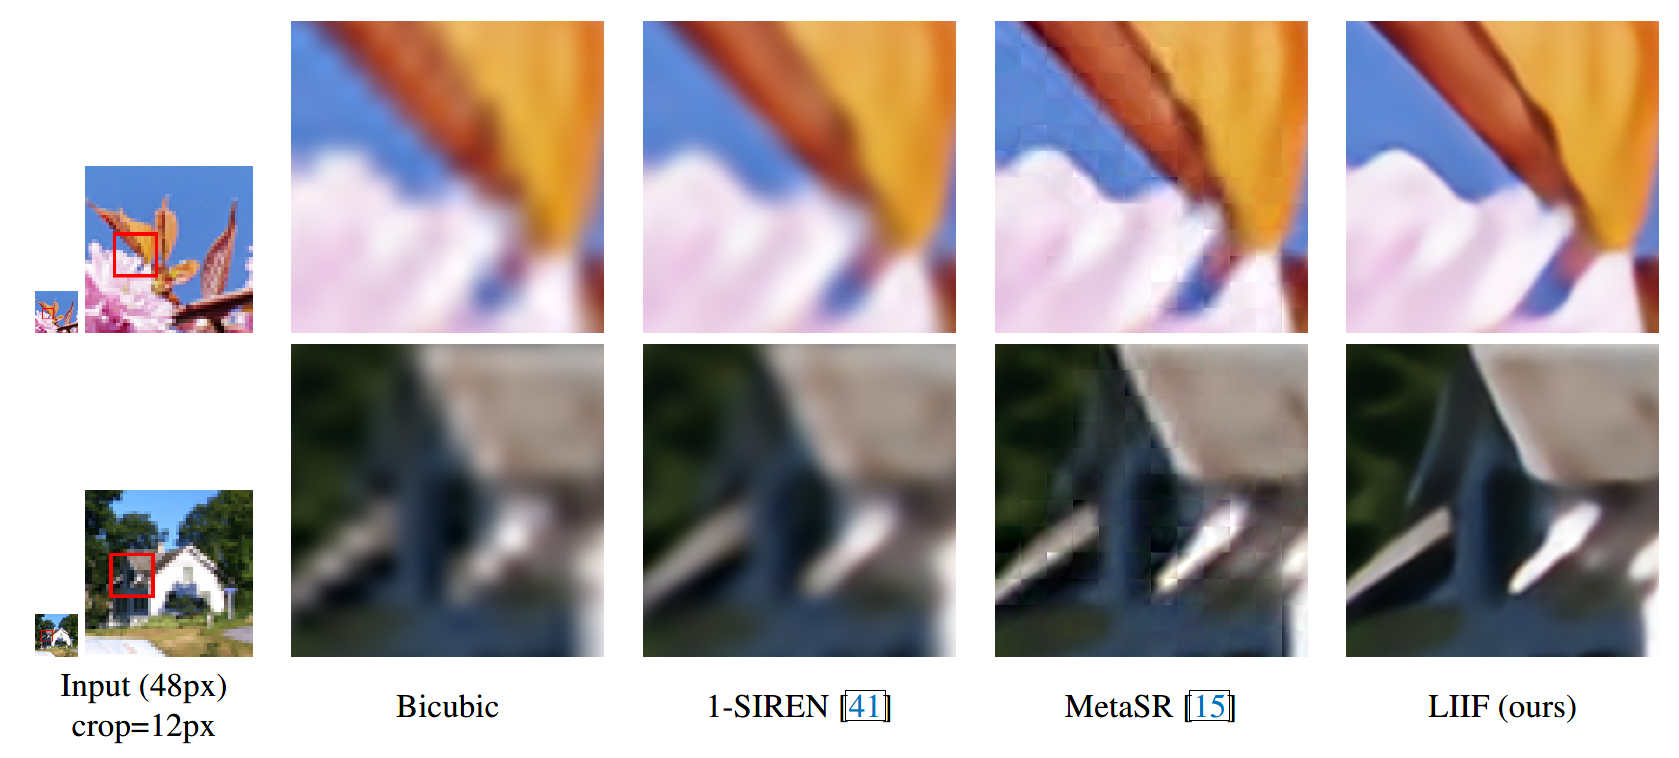 Input (48px)
crop=12px
Bicubic
1-SIREN [41]
MetaSR [15]
LIIF (ours)